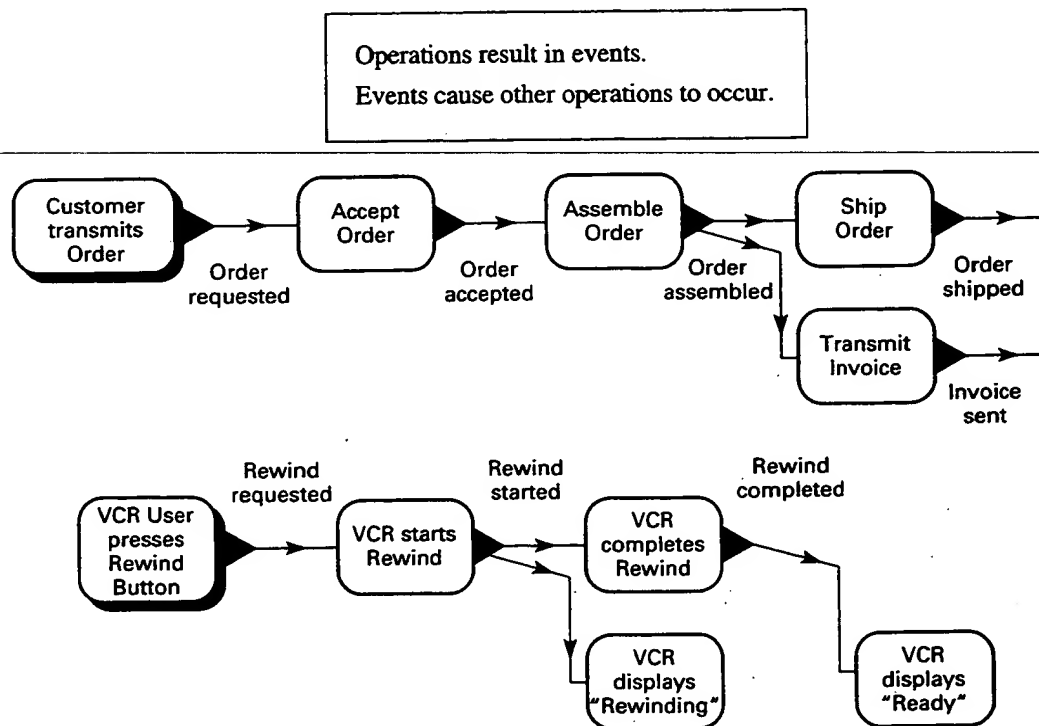 Operations result in events.
Events cause other operations to occur.
Customer
transmits
Order
Order
requested
Accept
Order
Order
accepted
Assemble
Order
Order
assembled
Ship
Order
Order
shipped
Transmit
Invoice
Invoice
sent
VCR User
presses
Rewind
Button
Rewind
requested
VCR starts
Rewind
Rewind
started
VCR
completes
Rewind
Rewind
completed
VCR
displays
"Rewinding"
VCR
displays
"Ready"